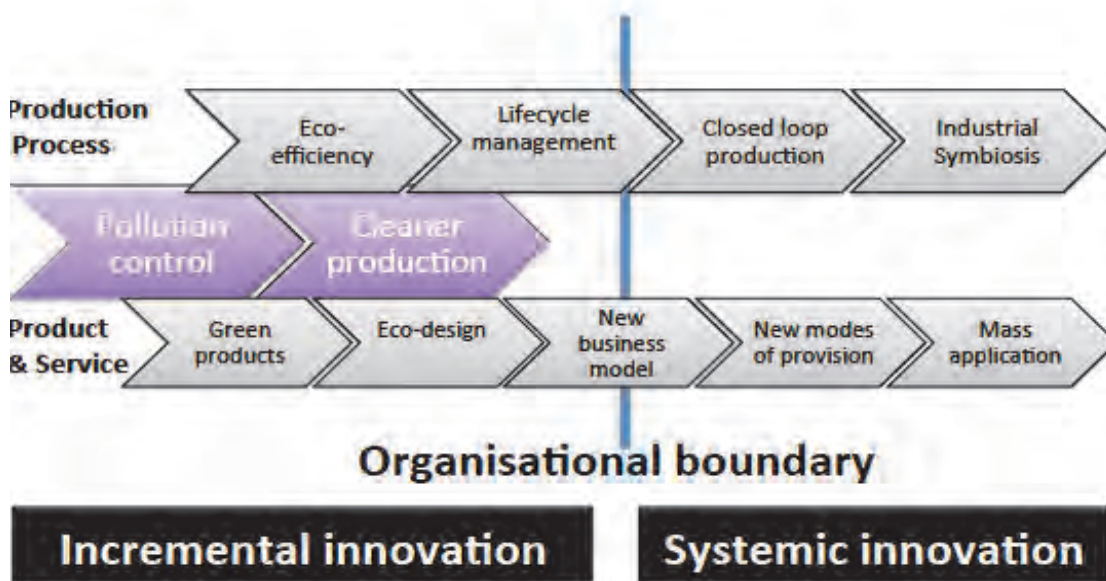 Production
Process
Eco-
efficiency
Lifecycle
management
Closed loop
production
Industrial
Symbiosis
Pollution
control
Cleaner
production
Product
& Service
Green
products
Eco-design
New
business
model
New modes
of provision
Mass
application
Organisational boundary
Incremental innovation
Systemic innovation